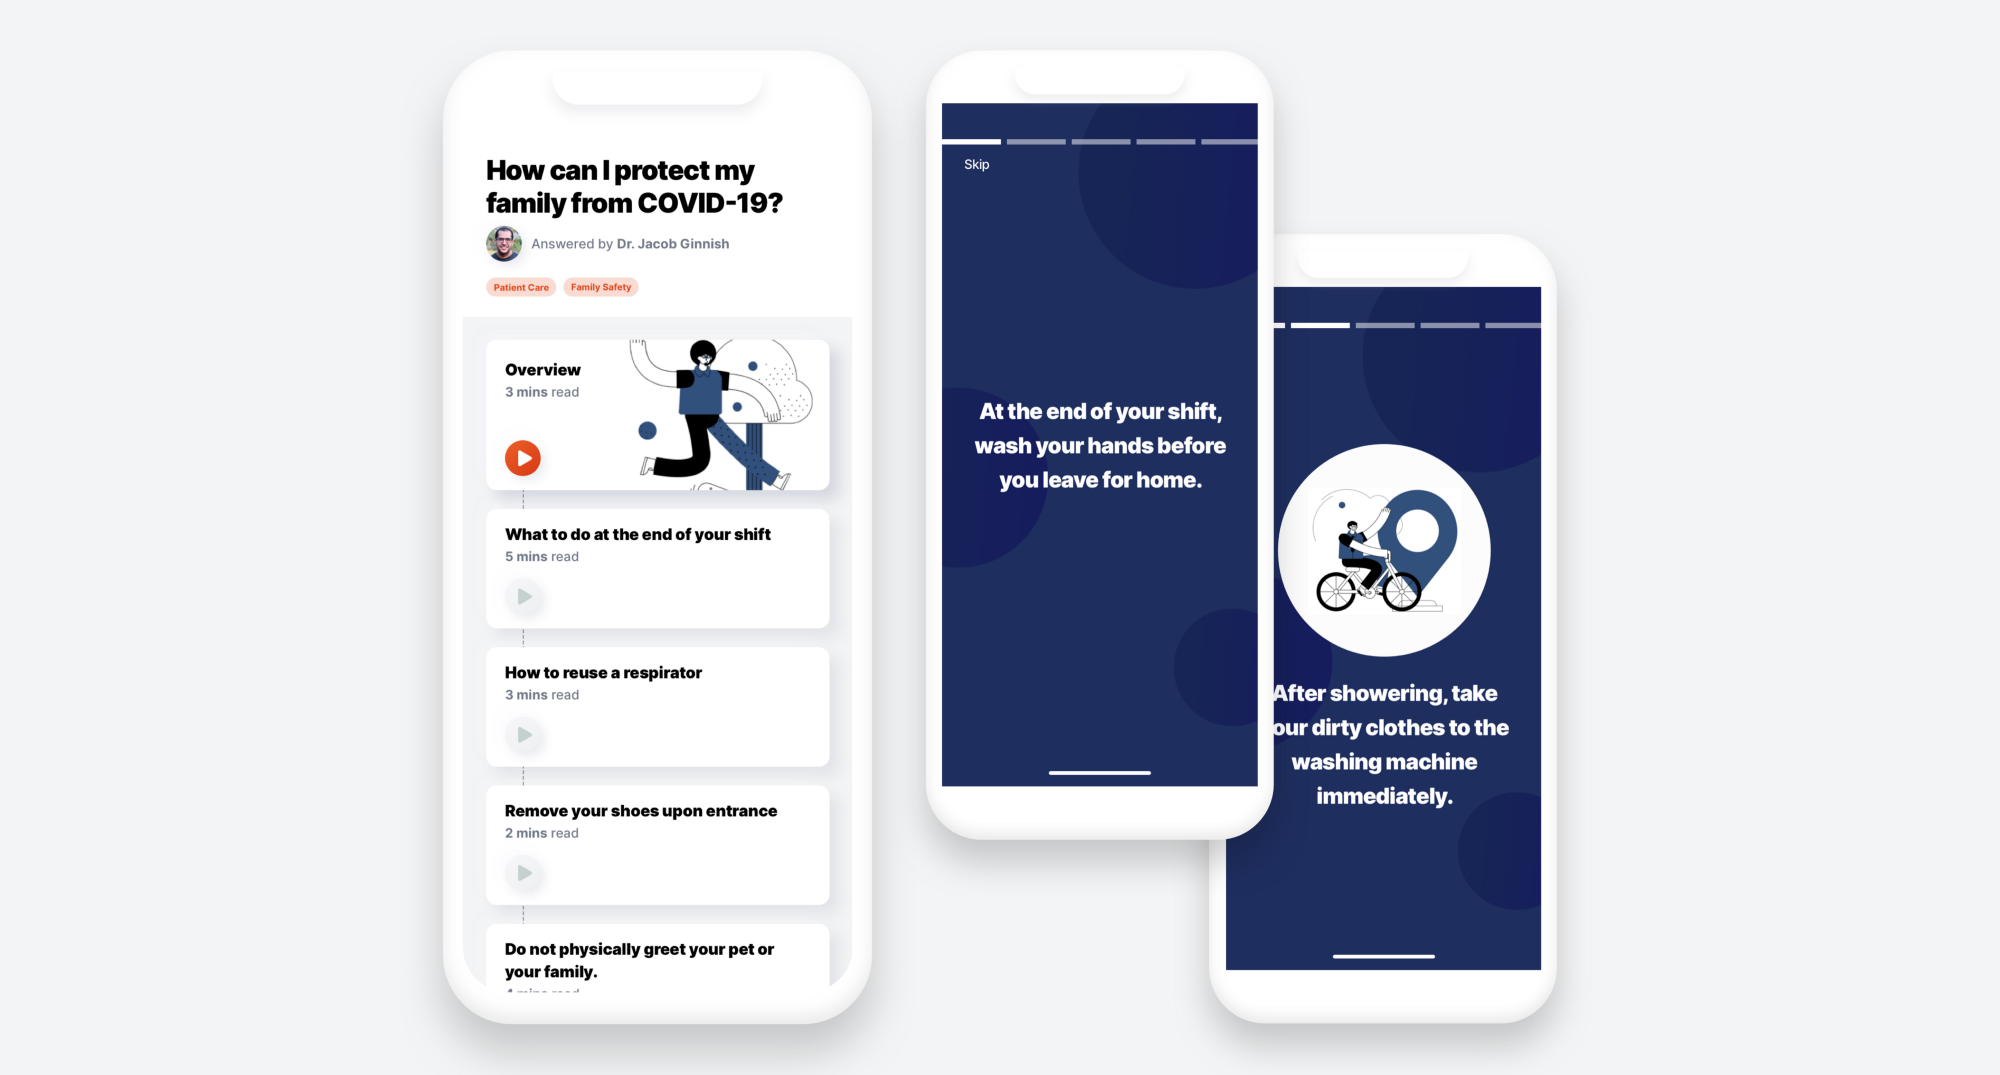 How can I protect my
family from COVID-19?
Answered by Dr. Jacob Ginnish
Patient Care
Family Safety
Overview
3 mins read
What to do at the end of your shift
5 mins read
How to reuse a respirator
3 mins read
Remove your shoes upon entrance
2 mins read
Do not physically greet your pet or
your family.
mins read
Skip
At the end of your shift,
wash your hands before
you leave for home.
After showering, take
our dirty clothes to the
washing machine
immediately.